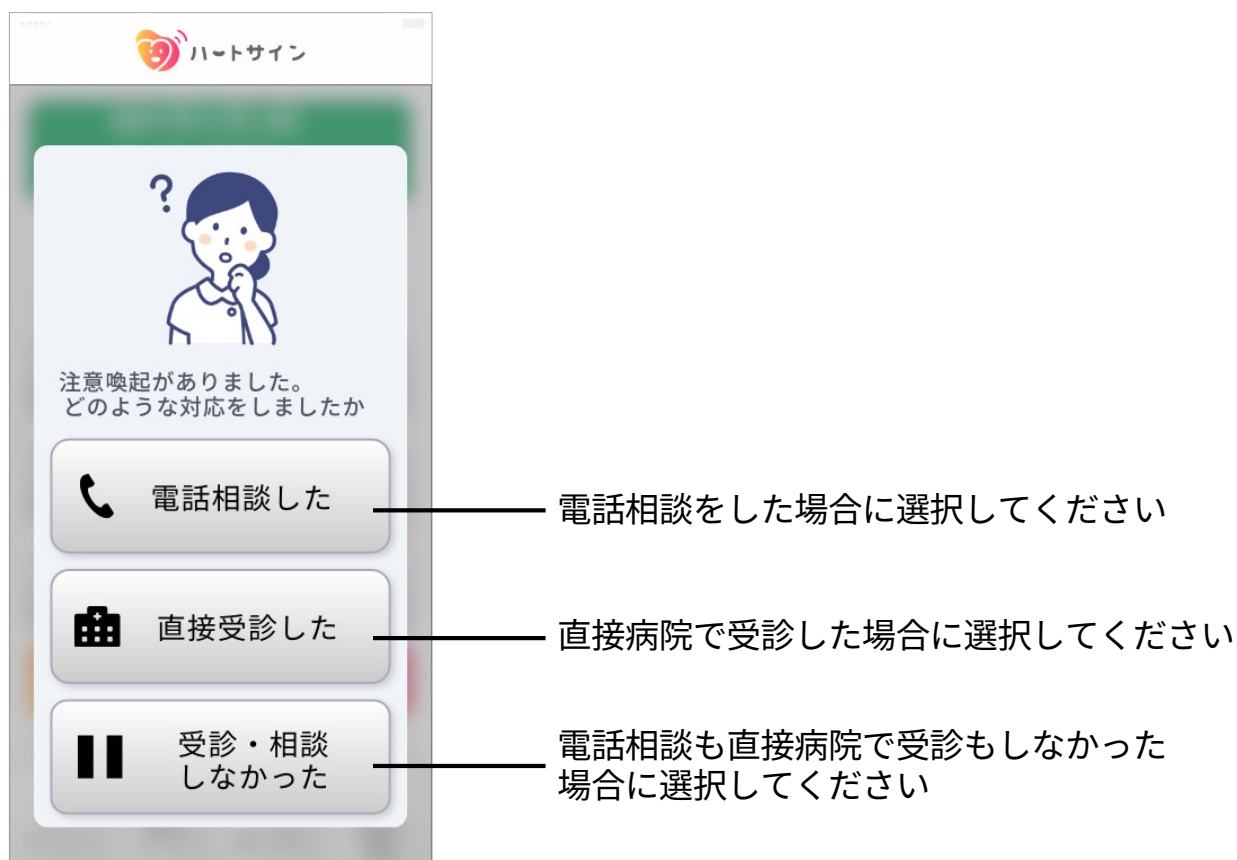 ハートサイン
?
注意喚起がありました。
どのような対応をしましたか
電話相談した
電話相談をした場合に選択してください
直接受診した
直接病院で受診した場合に選択してください
受診・相談
しなかった
電話相談も直接病院で受診もしなかった
場合に選択してください